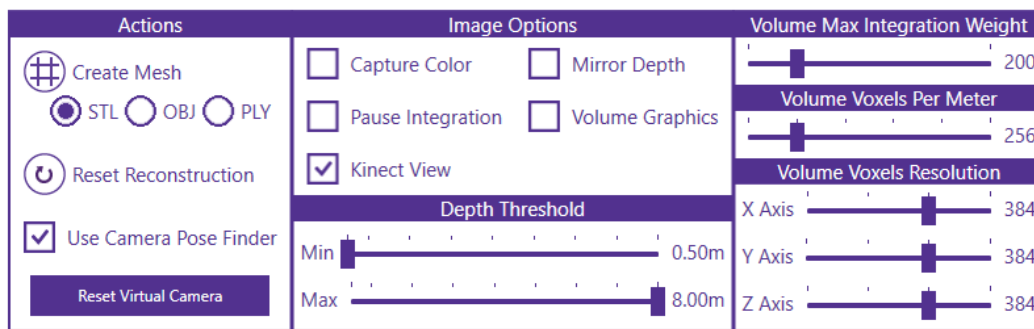 Actions
Create Mesh
STL OBJ PLY
Reset Reconstruction
Use Camera Pose Finder
Reset Virtual Camera
Image Options
Capture Color Mirror Depth
Pause Integration Volume Graphics
Kinect View
Depth Threshold
Min 0.50m
Max 8.00m
Volume Max Integration Weight
200
Volume Voxels Per Meter
256
Volume Voxels Resolution
X Axis 384
Y Axis 384
Z Axis 384